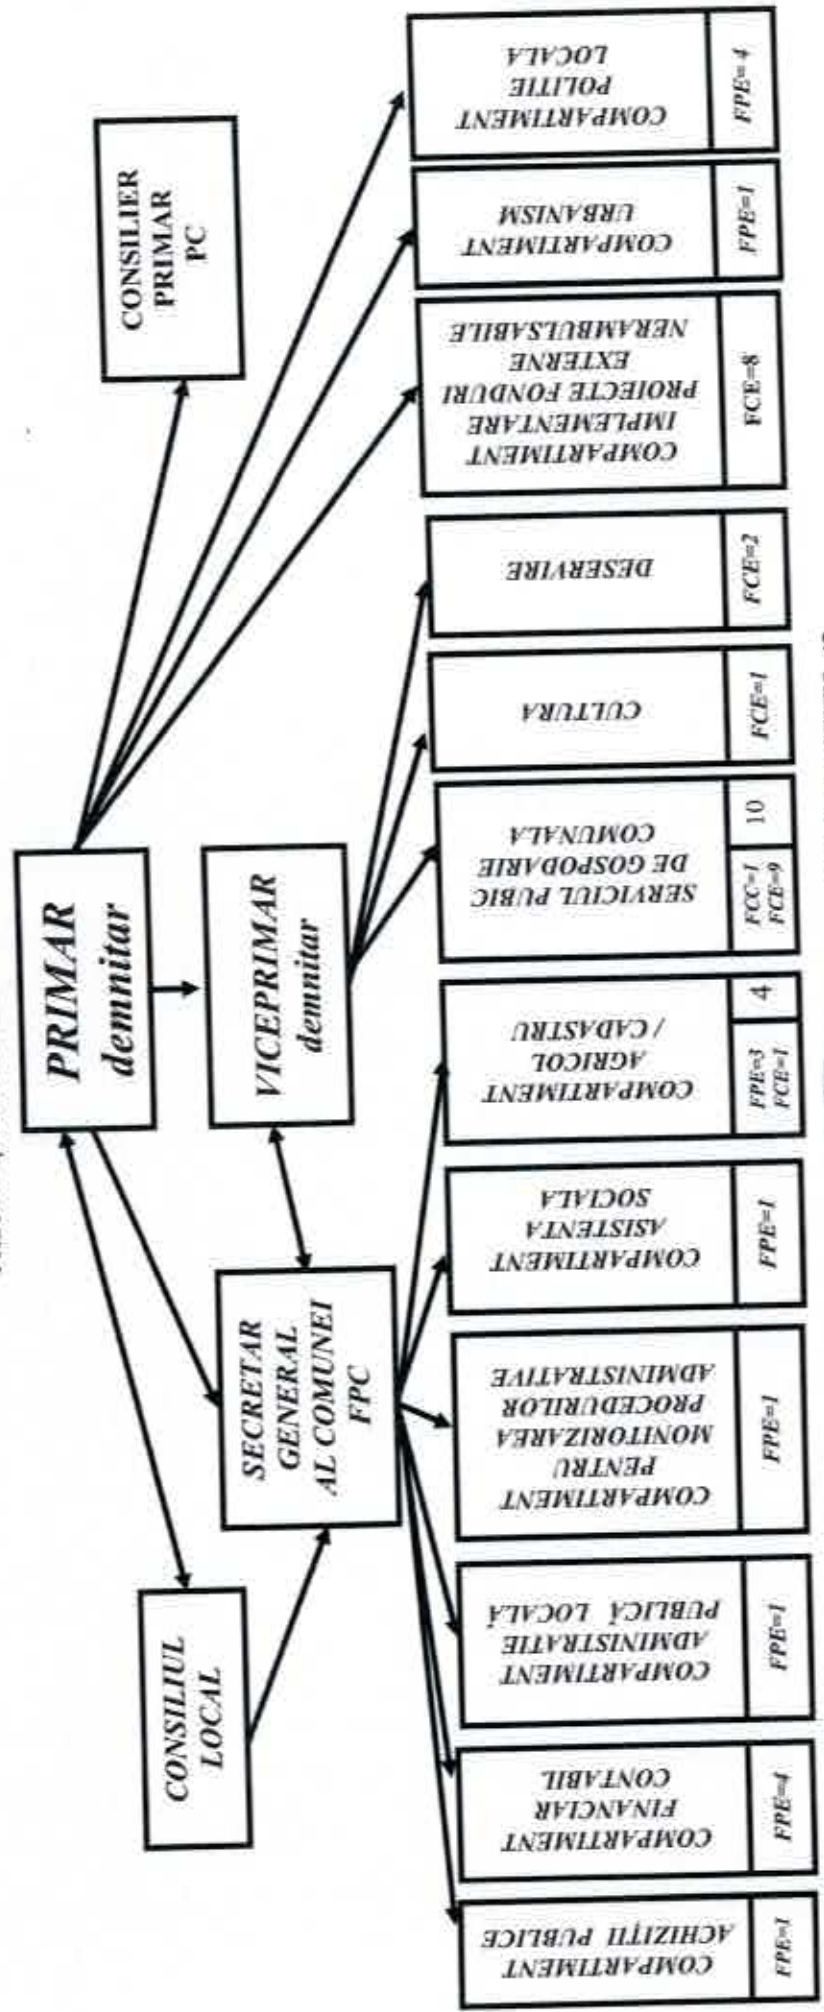 PRIMAR
demnitar
CONSILIER
PRIMAR
PC
VICEPRIMAR
demnitar
CONSILIUL
LOCAL
SECRETAR
GENERAL
AL COMUNEI
FPC
COMPARTIMENT
ACHIZIȚII PUBLICE
FPE=1
COMPARTIMENT
FINANCIAR
CONTABIL
FPE=4
COMPARTIMENT
ADMINISTRATIE
PUBLICĂ LOCALĂ
FPE=1
COMPARTIMENT
PENTRU
MONITORIZAREA
PROCEDURILOR
ADMINISTRATIVE
FPE=1
COMPARTIMENT
ASISTENTA
SOCIALA
FPE=1
COMPARTIMENT
AGRICOL
/ CADASTRU
FPE=3
FCE=1
4
SERVICIUL PUBIC
DE GOSPODARIE
COMUNALA
FCC=1
FCE=9
10
CULTURA
FCE=1
DESERVIRE
FCE=2
COMPARTIMENT
IMPLEMENTARE
PROIECTE FONDURI
EXTERNE
NERAMBULSABILE
FCE=8
COMPARTIMENT
URBANISM
FPE=1
COMPARTIMENT
POLITIE
LOCALA
FPE= 4